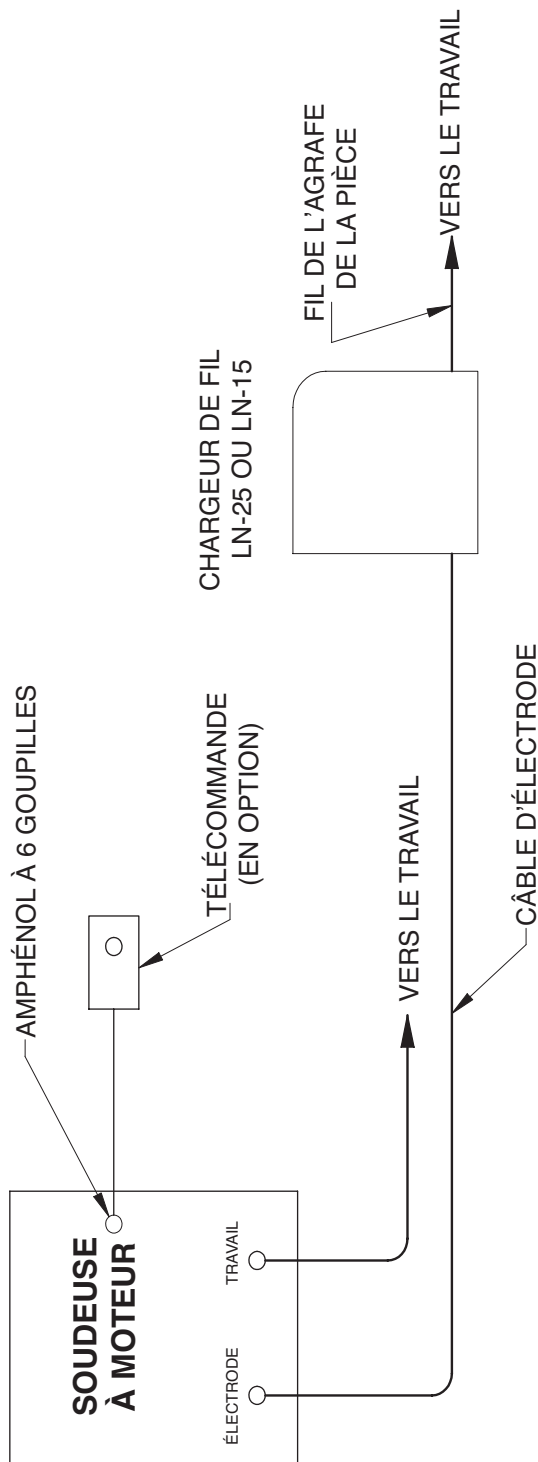 AMPHÉNOL À 6 GOUPILLES
SOUDEUSE
À MOTEUR
TÉLÉCOMMANDE
(EN OPTION)
TRAVAIL
ÉLECTRODE
VERS LE TRAVAIL
CHARGEUR DE FIL
LN-25 OU LN-15
FIL DE L'AGRAFE
DE LA PIÈCE
VERS LE TRAVAIL
CÂBLE D'ÉLECTRODE